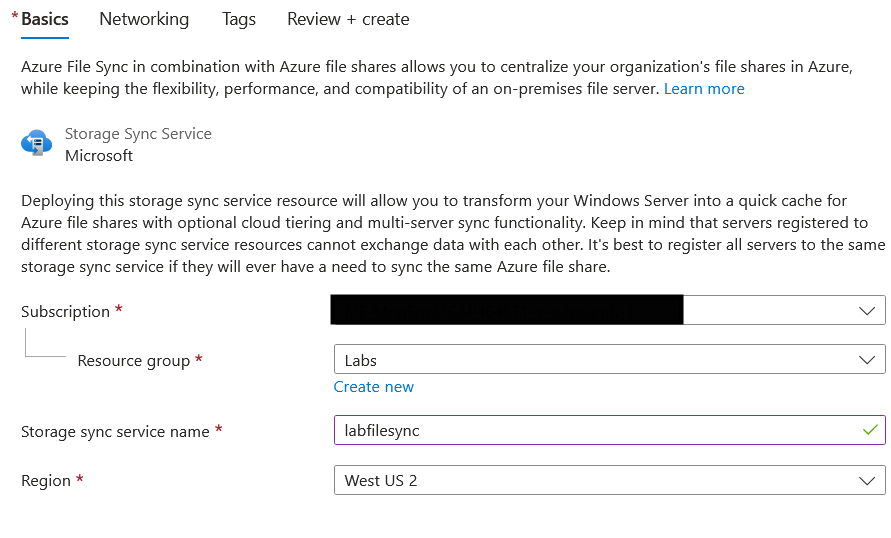 * Basics Networking Tags Review + create
Azure File Sync in combination with Azure file shares allows you to centralize your organization's file shares in Azure,
while keeping the flexibility, performance, and compatibility of an on-premises file server. Learn more
Storage Sync Service
Microsoft
Deploying this storage sync service resource will allow you to transform your Windows Server into a quick cache for
Azure file shares with optional cloud tiering and multi-server sync functionality. Keep in mind that servers registered to
different storage sync service resources cannot exchange data with each other. It's best to register all servers to the same
storage sync service if they will ever have a need to sync the same Azure file share.
Subscription *
Resource group * Labs
Create new
Storage sync service name * labfilesync
Region * West US 2